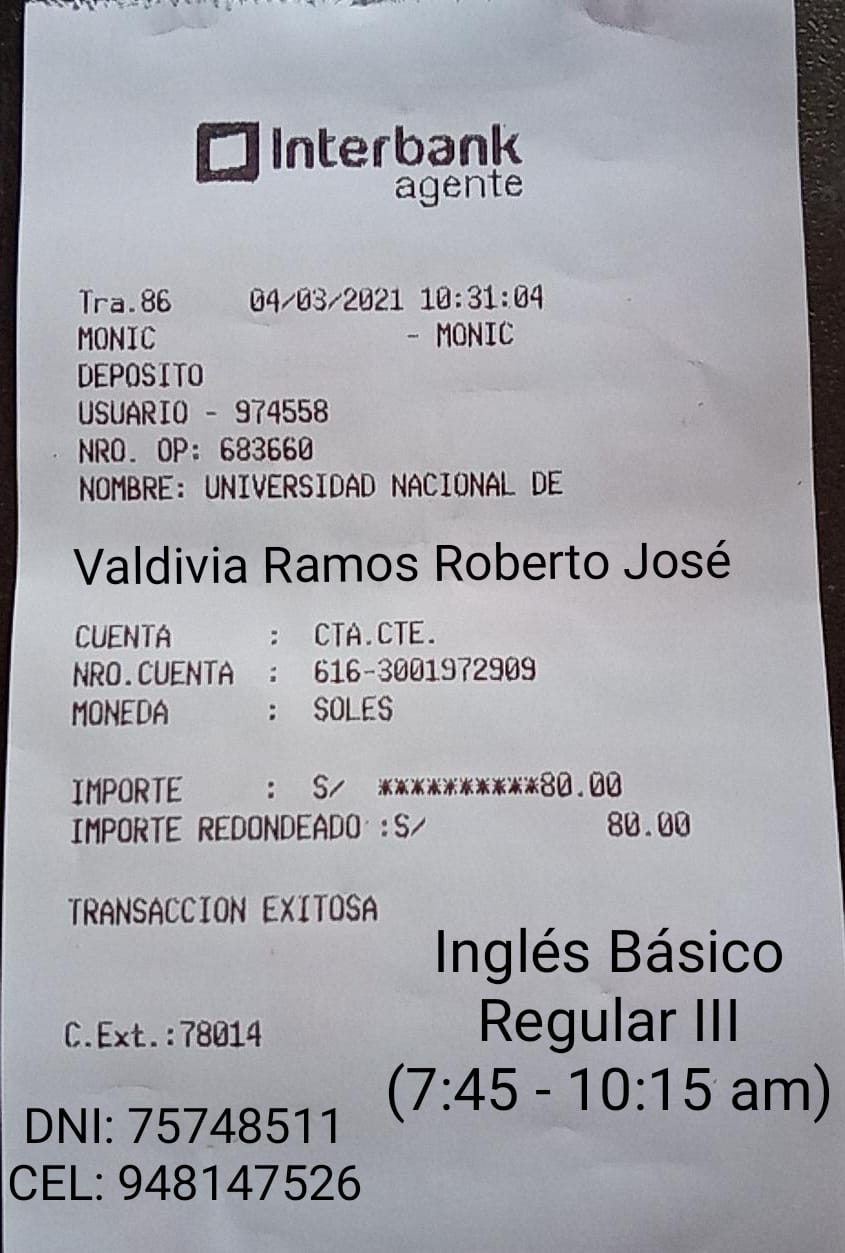 Interbank
agente
Tra.86 04/03/2021 10:31:04
MONIC - MONIC
DEPOSITO
USUARIO - 974558
NRO. OP: 683660
NOMBRE: UNIVERSIDAD NACIONAL DE
Valdivia Ramos Roberto José
CUENTA : CTA.CTE.
NRO.CUENTA : 616-3001972909
MONEDA : SOLES
IMPORTE : S/ **********80.00
IMPORTE REDONDEADO :S/ 80.00
TRANSACCION EXITOSA
Inglés Básico
Regular III
(7:45 - 10:15 am)
C.Ext.:78014
DNI: 75748511
CEL: 948147526